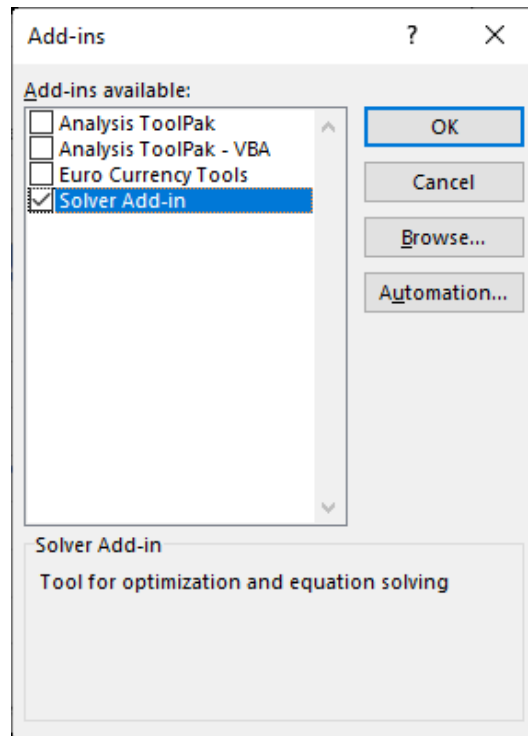 Add-ins
?
Add-ins available:
Analysis ToolPak
Analysis ToolPak - VBA
Euro Currency Tools
Solver Add-in
OK
Cancel
Browse...
Automation...
Solver Add-in
Tool for optimization and equation solving